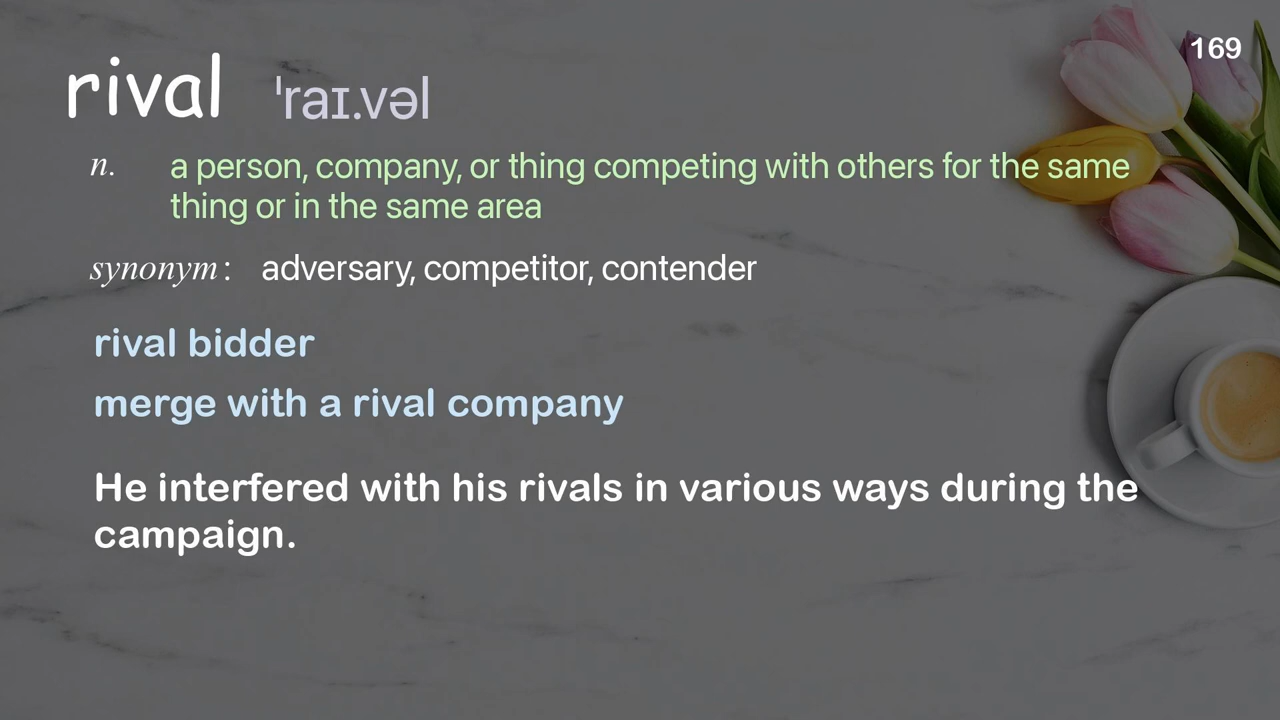 169
rival ˈraɪ.vəl
n. a person, company, or thing competing with others for the same
thing or in the same area
synonym: adversary, competitor, contender
rival bidder
merge with a rival company
He interfered with his rivals in various ways during the
campaign.